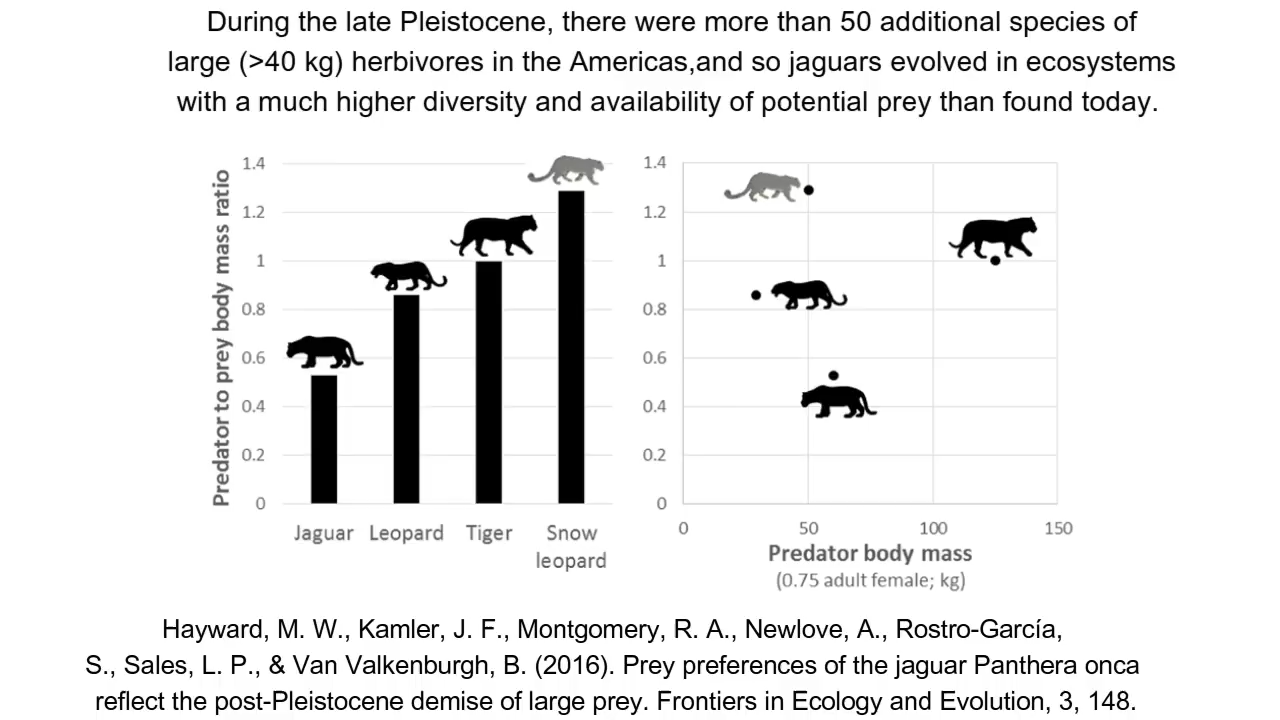 During the late Pleistocene, there were more than 50 additional species of
large (>40 kg) herbivores in the Americas,and so jaguars evolved in ecosystems
with a much higher diversity and availability of potential prey than found today.
Predator to prey body mass ratio
1.4
1.2
1
0.8
0.6
0.4
0.2
0
Jaguar
Leopard
Tiger
Snow
leopard
1.4
1.2
1
0.8
0.6
0.4
0.2
0
0
50
100
150
Predator body mass
(0.75 adult female; kg)
Hayward, M. W., Kamler, J. F., Montgomery, R. A., Newlove, A., Rostro-García,
S., Sales, L. P., & Van Valkenburgh, B. (2016). Prey preferences of the jaguar Panthera onca
reflect the post-Pleistocene demise of large prey. Frontiers in Ecology and Evolution, 3, 148.